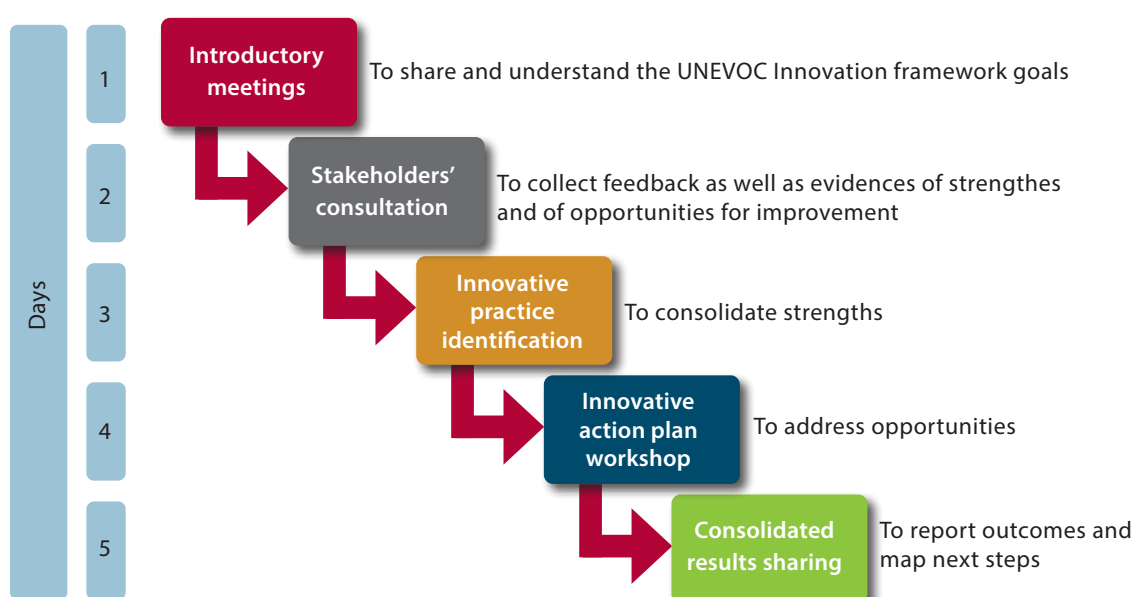 Days
1
Introductory
meetings
To share and understand the UNEVOC Innovation framework goals
2
Stakeholders’
consultation
To collect feedback as well as evidences of strengthes
and of opportunities for improvement
3
Innovative
practice
identification
To consolidate strengths
4
Innovative
action plan
workshop
To address opportunities
5
Consolidated
results sharing
To report outcomes and
map next steps